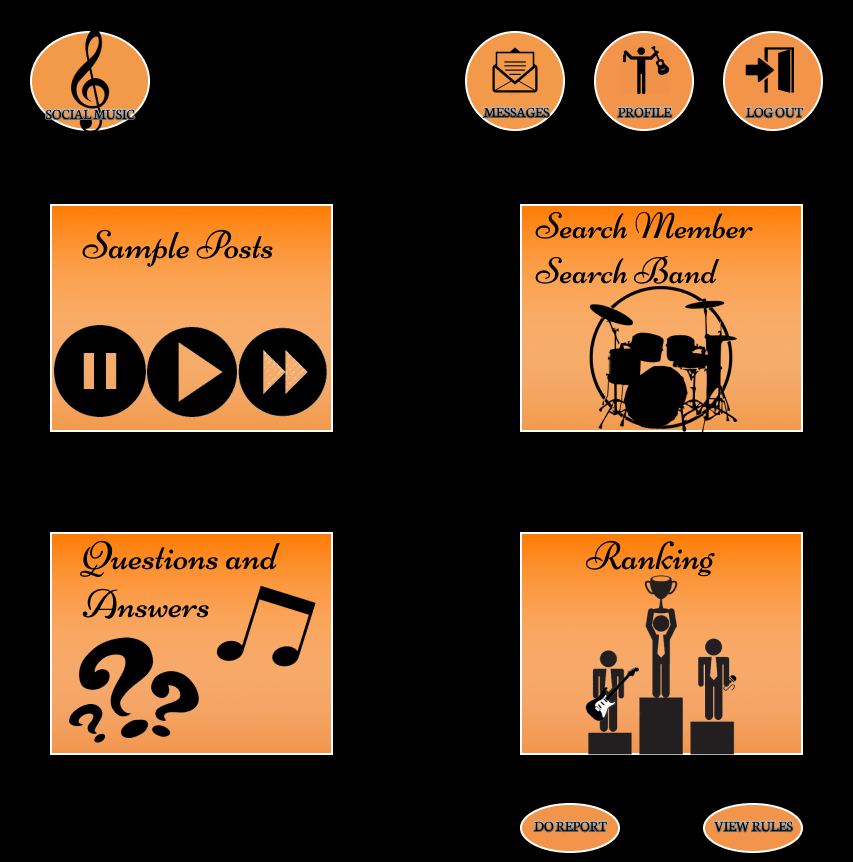 SOCIAL MUSIC
MESSAGES
PROFILE
LOG OUT
Sample Posts
Search Member
Search Band
Questions and
Answers
Ranking
DO REPORT
VIEW RULES